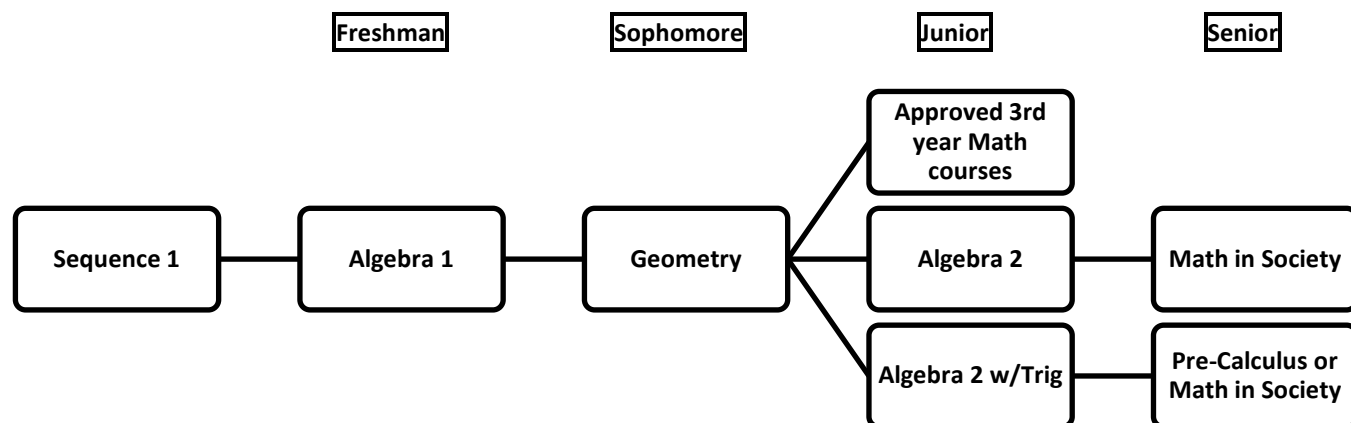 Freshman
Sophomore
Junior
Senior
Approved 3rd
year Math
courses
Sequence 1
Algebra 1
Geometry
Algebra 2
Math in Society
Algebra 2 w/Trig
Pre-Calculus or
Math in Society